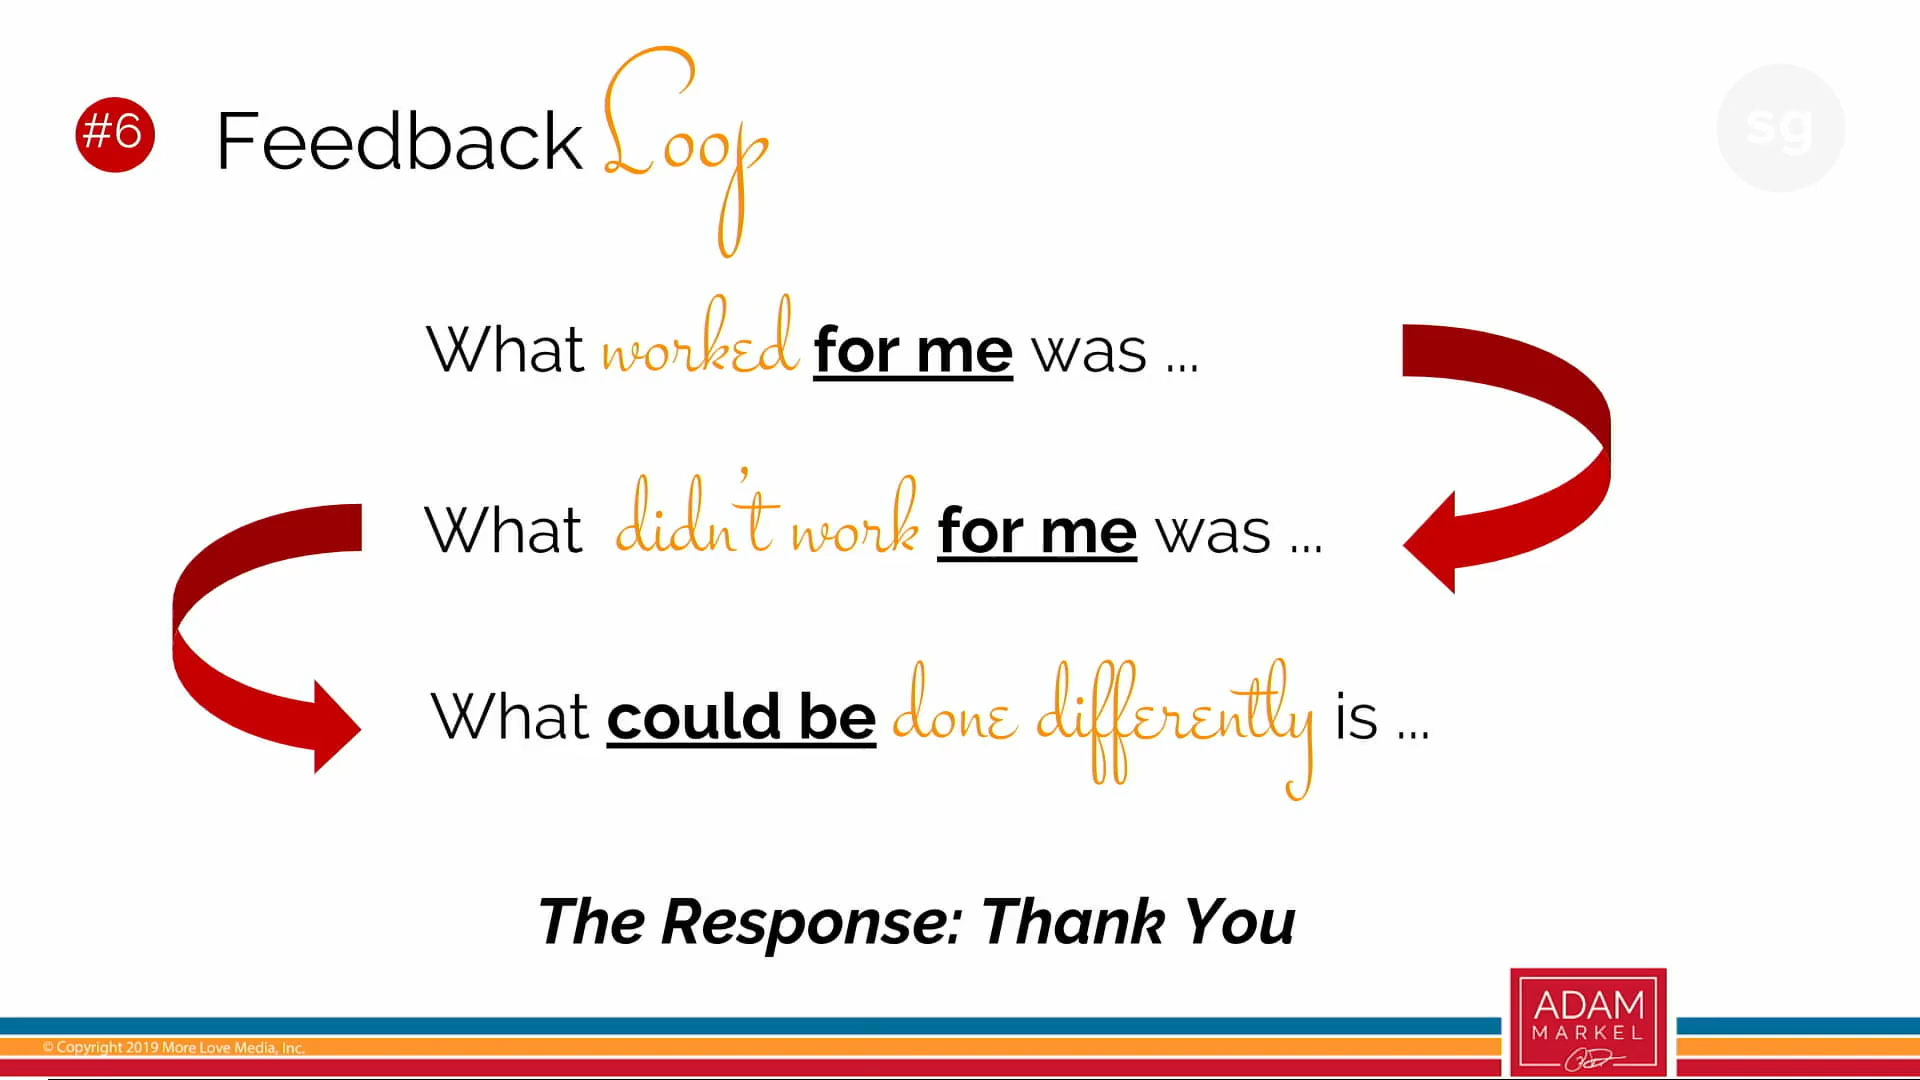 #6 Feedback Loop
sg
What worked for me was ...
What didn't work for me was ...
What could be done differently is ...
The Response: Thank You
ADAM
MARKEL
© Copyright 2019 More Love Media, Inc.